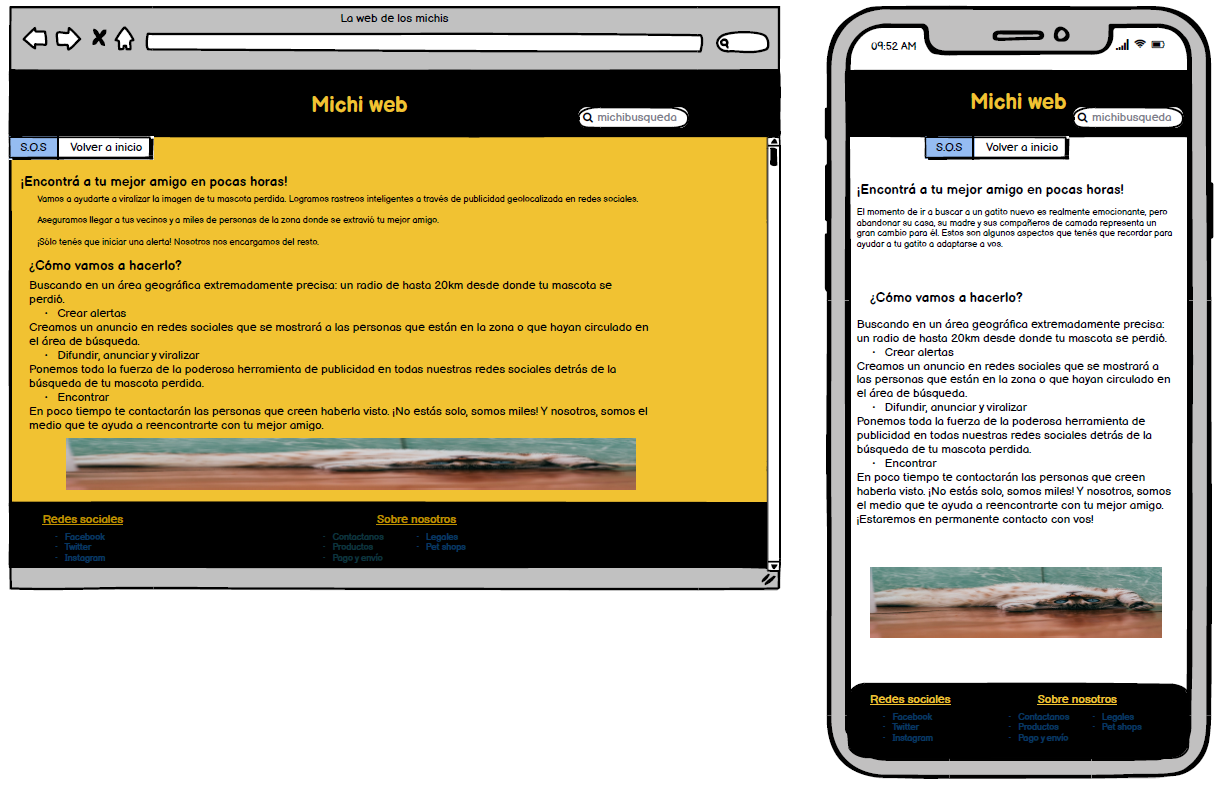 La web de los michis
Michi web
michibusqueda
S.O.S
Volver a inicio
¡Encontrá a tu mejor amigo en pocas horas!
Vamos a ayudarte a viralizar la imagen de tu mascota perdida. Logramos rastreos inteligentes a través de publicidad geolocalizada en redes sociales.
Aseguramos llegar a tus vecinos y a miles de personas de la zona donde se extravió tu mejor amigo.
¡Sólo tenés que iniciar una alerta! Nosotros nos encargamos del resto.
¿Cómo vamos a hacerlo?
Buscando en un área geográfica extremadamente precisa: un radio de hasta 20km desde donde tu mascota se
perdió.
· Crear alertas
Creamos un anuncio en redes sociales que se mostrará a las personas que están en la zona o que hayan circulado en
el área de búsqueda.
· Difundir, anunciar y viralizar
Ponemos toda la fuerza de la poderosa herramienta de publicidad en todas nuestras redes sociales detrás de la
búsqueda de tu mascota perdida.
· Encontrar
En poco tiempo te contactarán las personas que creen haberla visto. ¡No estás solo, somos miles! Y nosotros, somos el
medio que te ayuda a reencontrarte con tu mejor amigo.
Redes sociales
· Facebook
· Twitter
· Instagram
Sobre nosotros
· Contactanos
· Productos
· Pago y envío
· Legales
· Pet shops
09:52 AM
Michi web
michibusqueda
S.O.S
Volver a inicio
¡Encontrá a tu mejor amigo en pocas horas!
El momento de ir a buscar a un gatito nuevo es realmente emocionante, pero
abandonar su casa, su madre y sus compañeros de camada representa un
gran cambio para él. Estos son algunos aspectos que tenés que recordar para
ayudar a tu gatito a adaptarse a vos.
¿Cómo vamos a hacerlo?
Buscando en un área geográfica extremadamente precisa:
un radio de hasta 20km desde donde tu mascota se perdió.
· Crear alertas
Creamos un anuncio en redes sociales que se mostrará a
las personas que están en la zona o que hayan circulado en
el área de búsqueda.
· Difundir, anunciar y viralizar
Ponemos toda la fuerza de la poderosa herramienta de
publicidad en todas nuestras redes sociales detrás de la
búsqueda de tu mascota perdida.
· Encontrar
En poco tiempo te contactarán las personas que creen
haberla visto. ¡No estás solo, somos miles! Y nosotros, somos
el medio que te ayuda a reencontrarte con tu mejor amigo.
¡Estaremos en permanente contacto con vos!
Redes sociales
· Facebook
· Twitter
· Instagram
Sobre nosotros
· Contactanos
· Productos
· Pago y envío
· Legales
· Pet shops